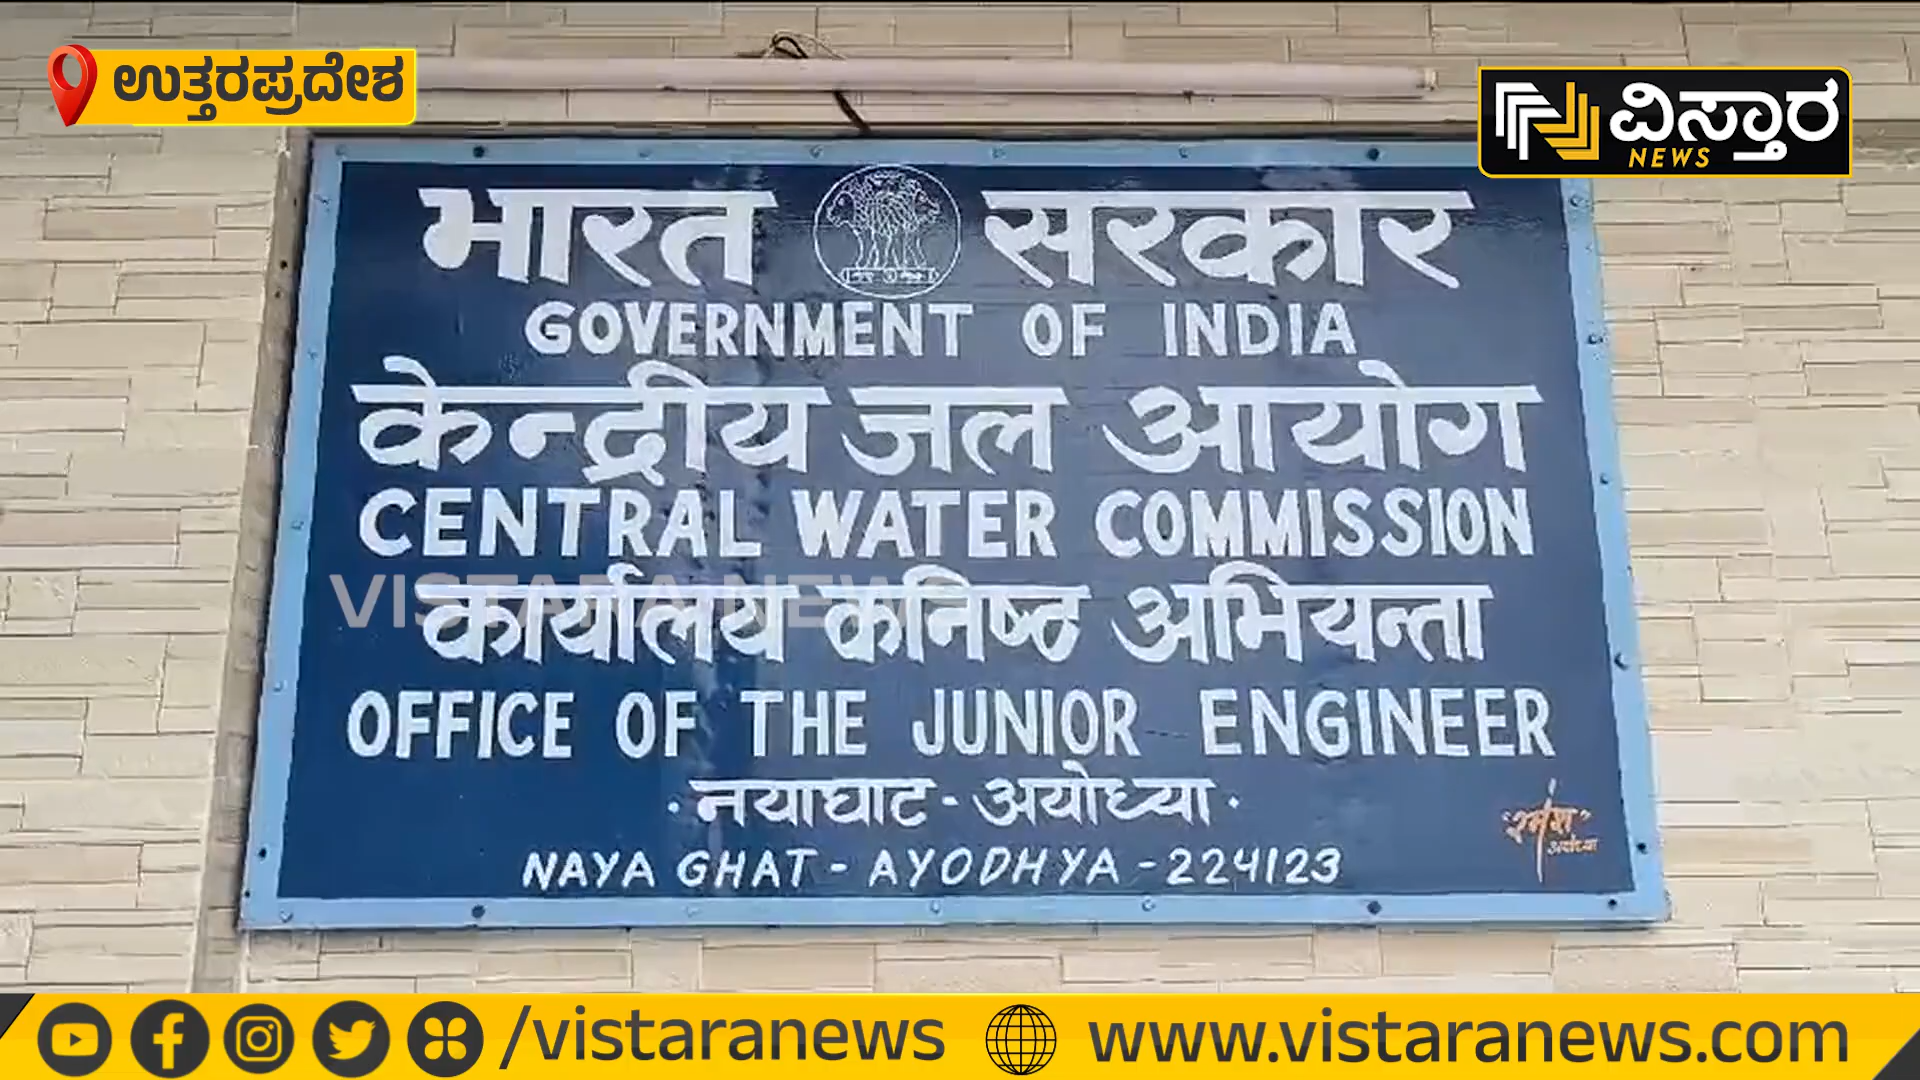 ಉತ್ತರಪ್ರದೇಶ
ವಿಸ್ತಾರ
NEWS
भारत सरकार
GOVERNMENT OF INDIA
केन्द्रीय जल आयोग
CENTRAL WATER COMMISSION
VISTARA NEWS
कार्यालय कनिष्ठ अभियन्ता
OFFICE OF THE JUNIOR ENGINEER
·नयाघाट-अयोध्या·
NAYA GHAT - AYODHYA - 224123
अयोध्या
/vistaranews www.vistaranews.com